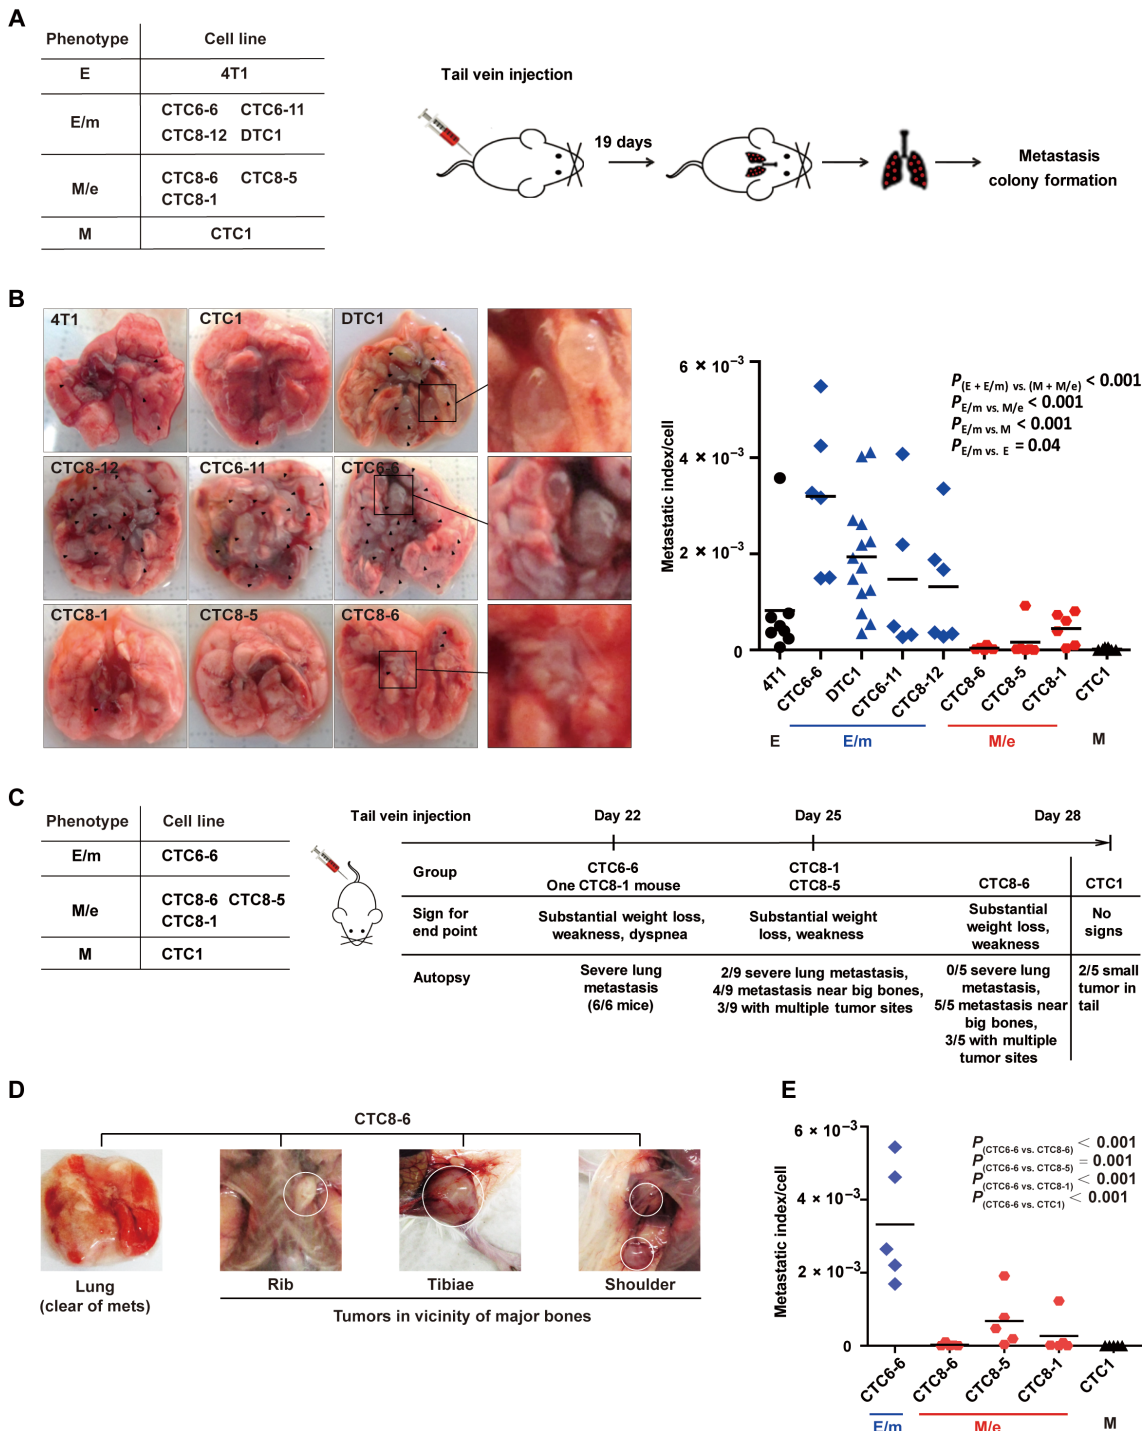 A
Phenotype Cell line
E 4T1
E/m CTC6-6 CTC6-11
CTC8-12 DTC1
M/e CTC8-6 CTC8-5
CTC8-1
M CTC1
Tail vein injection
19 days
Metastasis
colony formation
B
4T1 CTC1 DTC1
CTC8-12 CTC6-11 CTC6-6
CTC8-1 CTC8-5 CTC8-6
Metastatic index/cell
6 × 10⁻³
4 × 10⁻³
2 × 10⁻³
0
P(E + E/m) vs. (M + M/e) < 0.001
PE/m vs. M/e < 0.001
PE/m vs. M < 0.001
PE/m vs. E = 0.04
4T1 CTC6-6 DTC1 CTC6-11 CTC8-12 CTC8-6 CTC8-5 CTC8-1 CTC1
E E/m M/e M
C
Phenotype Cell line
E/m CTC6-6
M/e CTC8-6 CTC8-5
CTC8-1
M CTC1
Tail vein injection Day 22 Day 25 Day 28
Group
CTC6-6
One CTC8-1 mouse
CTC8-1
CTC8-5
CTC8-6
CTC1
Sign for
end point
Substantial weight loss,
weakness, dyspnea
Substantial weight
loss, weakness
Substantial
weight loss,
weakness
No
signs
Autopsy
Severe lung
metastasis
(6/6 mice)
2/9 severe lung metastasis,
4/9 metastasis near big bones,
3/9 with multiple tumor sites
0/5 severe lung
metastasis,
5/5 metastasis near
big bones,
3/5 with multiple
tumor sites
2/5 small
tumor in
tail
D
CTC8-6
Lung
(clear of mets)
Rib Tibiae Shoulder
Tumors in vicinity of major bones
E
Metastatic index/cell
6 × 10⁻³
4 × 10⁻³
2 × 10⁻³
0
P(CTC6-6 vs. CTC8-6) < 0.001
P(CTC6-6 vs. CTC8-5) = 0.001
P(CTC6-6 vs. CTC8-1) < 0.001
P(CTC6-6 vs. CTC1) < 0.001
CTC6-6 CTC8-6 CTC8-5 CTC8-1 CTC1
E/m M/e M